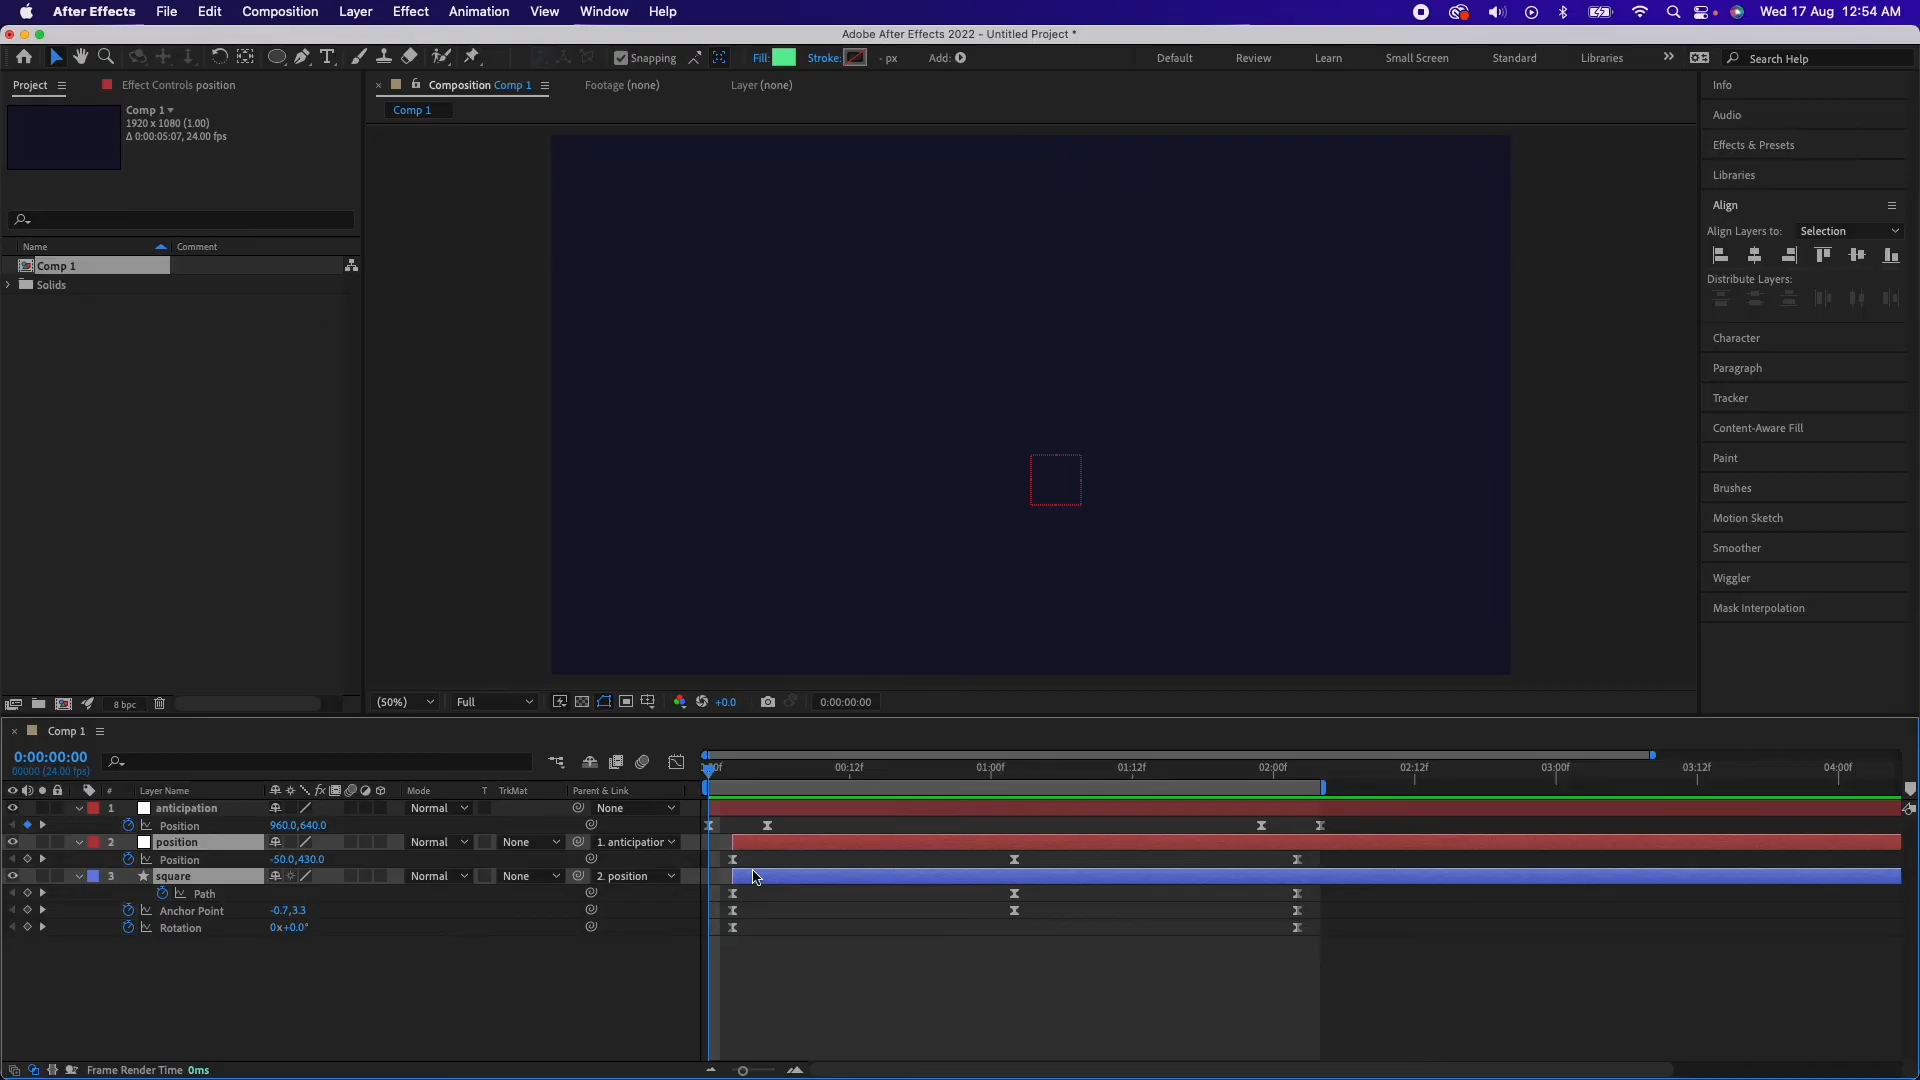 After Effects File Edit Composition Layer Effect Animation View Window Help Wed 17 Aug 12:54 AM
Adobe After Effects 2022 - Untitled Project *
Snapping Fill: Stroke: - px Add: Default Review Learn Small Screen Standard Libraries Search Help
Project Effect Controls position Composition Comp 1 Footage (none) Layer (none) Info
Comp 1
1920 x 1080 (1.00)
Δ 0:00:05:07, 24.00 fps
Comp 1
Audio
Effects & Presets
Libraries
Align
Align Layers to: Selection
Distribute Layers:
Name Comment
Comp 1
Solids
Character
Paragraph
Tracker
Content-Aware Fill
Paint
Brushes
Motion Sketch
Smoother
Wiggler
Mask Interpolation
8 bpc (50%) Full +0.0 0:00:00:00
Comp 1
0:00:00:00
00000 (24.00 fps)
00:12f 01:00f 01:12f 02:00f 02:12f 03:00f 03:12f 04:00f
# Layer Name Mode T TrkMat Parent & Link
1 anticipation Normal None
Position 960.0,640.0
2 position Normal None 1. anticipation
Position -50.0,430.0
3 square Normal None 2. position
Path
Anchor Point -0.7,3.3
Rotation 0x+0.0°
Frame Render Time 0ms